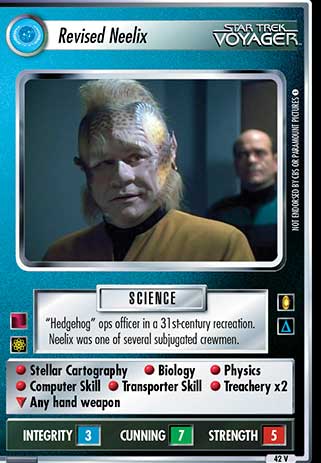 Revised Neelix
STAR TREK
VOYAGER
NOT ENDORSED BY CBS OR PARAMOUNT PICTURES
SCIENCE
"Hedgehog" ops officer in a 31st-century recreation.
Neelix was one of several subjugated crewmen.
Stellar Cartography Biology Physics
Computer Skill Transporter Skill Treachery x2
Any hand weapon
INTEGRITY 3 CUNNING 7 STRENGTH 5
42 V